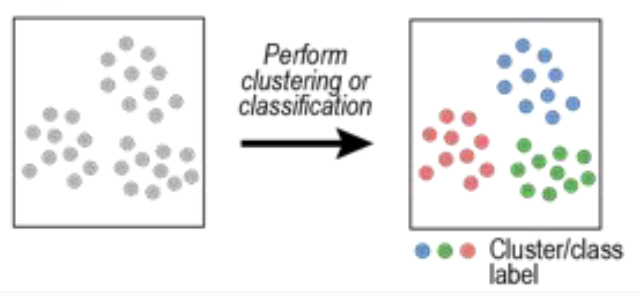 Perform
clustering or
classification
Cluster/class
label